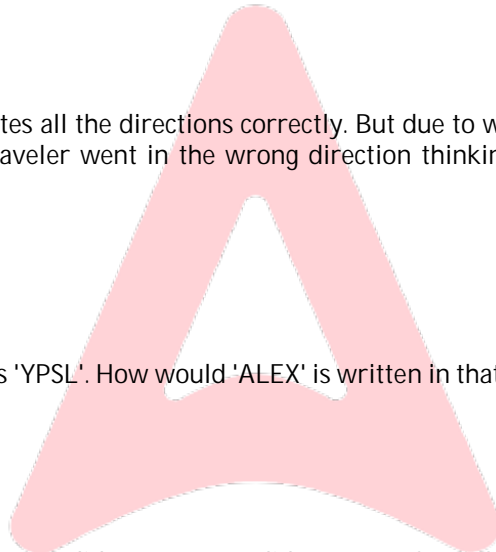 tes all the directions correctly. But due to w
aveler went in the wrong direction thinkin
s 'YPSL'. How would 'ALEX' is written in that